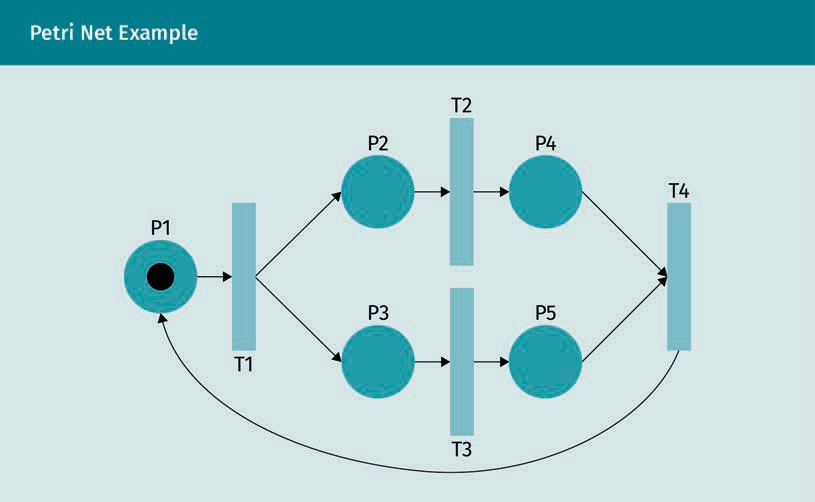 Petri Net Example
T2
P2
P4
T4
P1
P3
P5
T1
T3